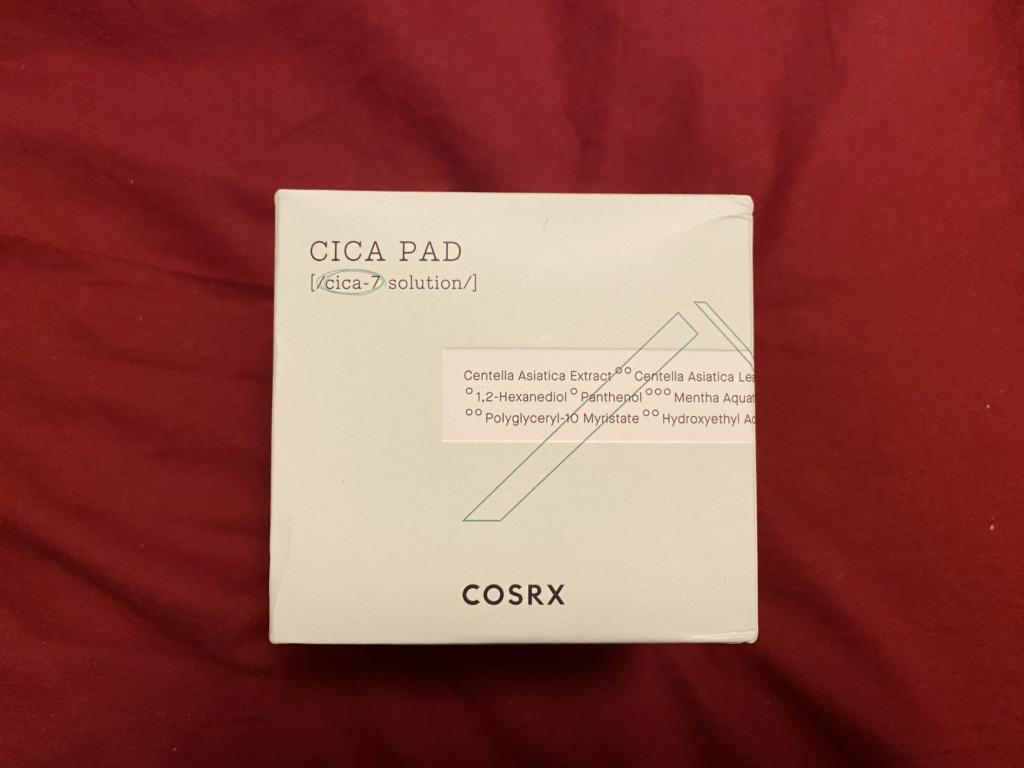 CICA PAD
[/cica-7 solution/]
Centella Asiatica Extract °° Centella Asiatica
° 1,2-Hexanediol ° Panthenol °°° Mentha
°° Polyglyceryl-10 Myristate °° Hydroxyethyl
COSRX